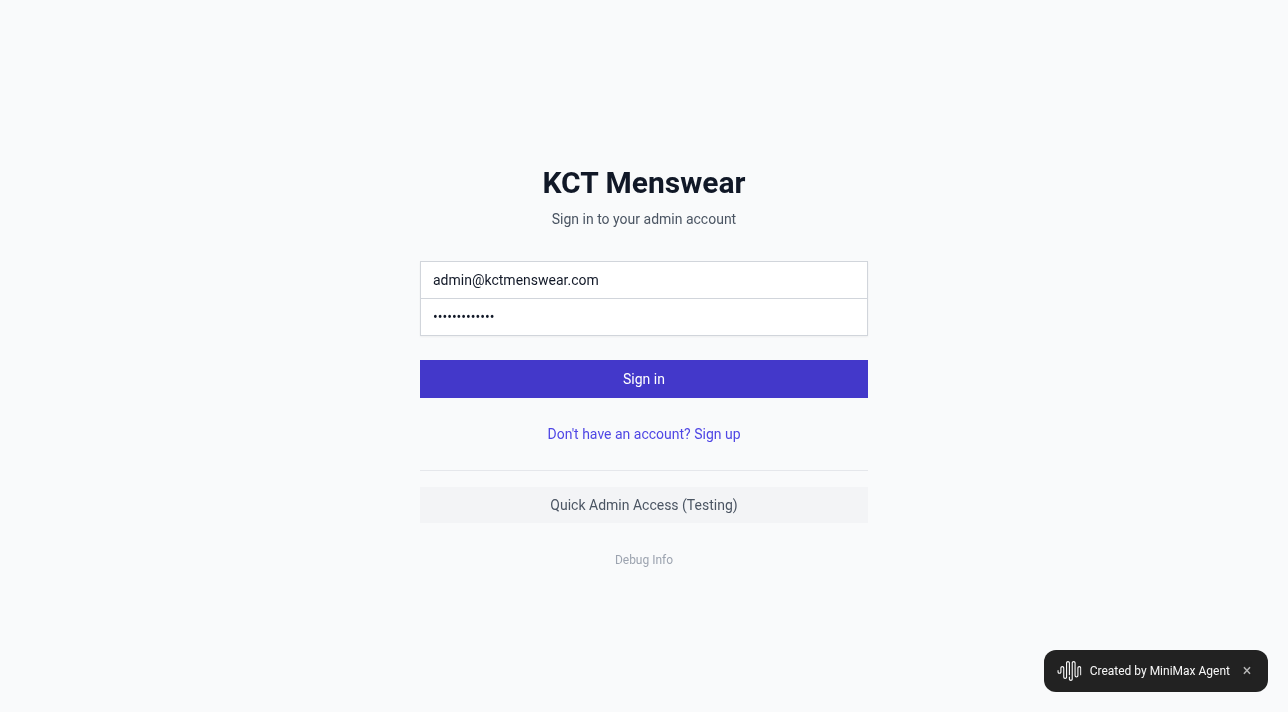 KCT Menswear
Sign in to your admin account
admin@kctmenswear.com
•••••••••••••
Sign in
Don't have an account? Sign up
Quick Admin Access (Testing)
Debug Info
Created by MiniMax Agent ×